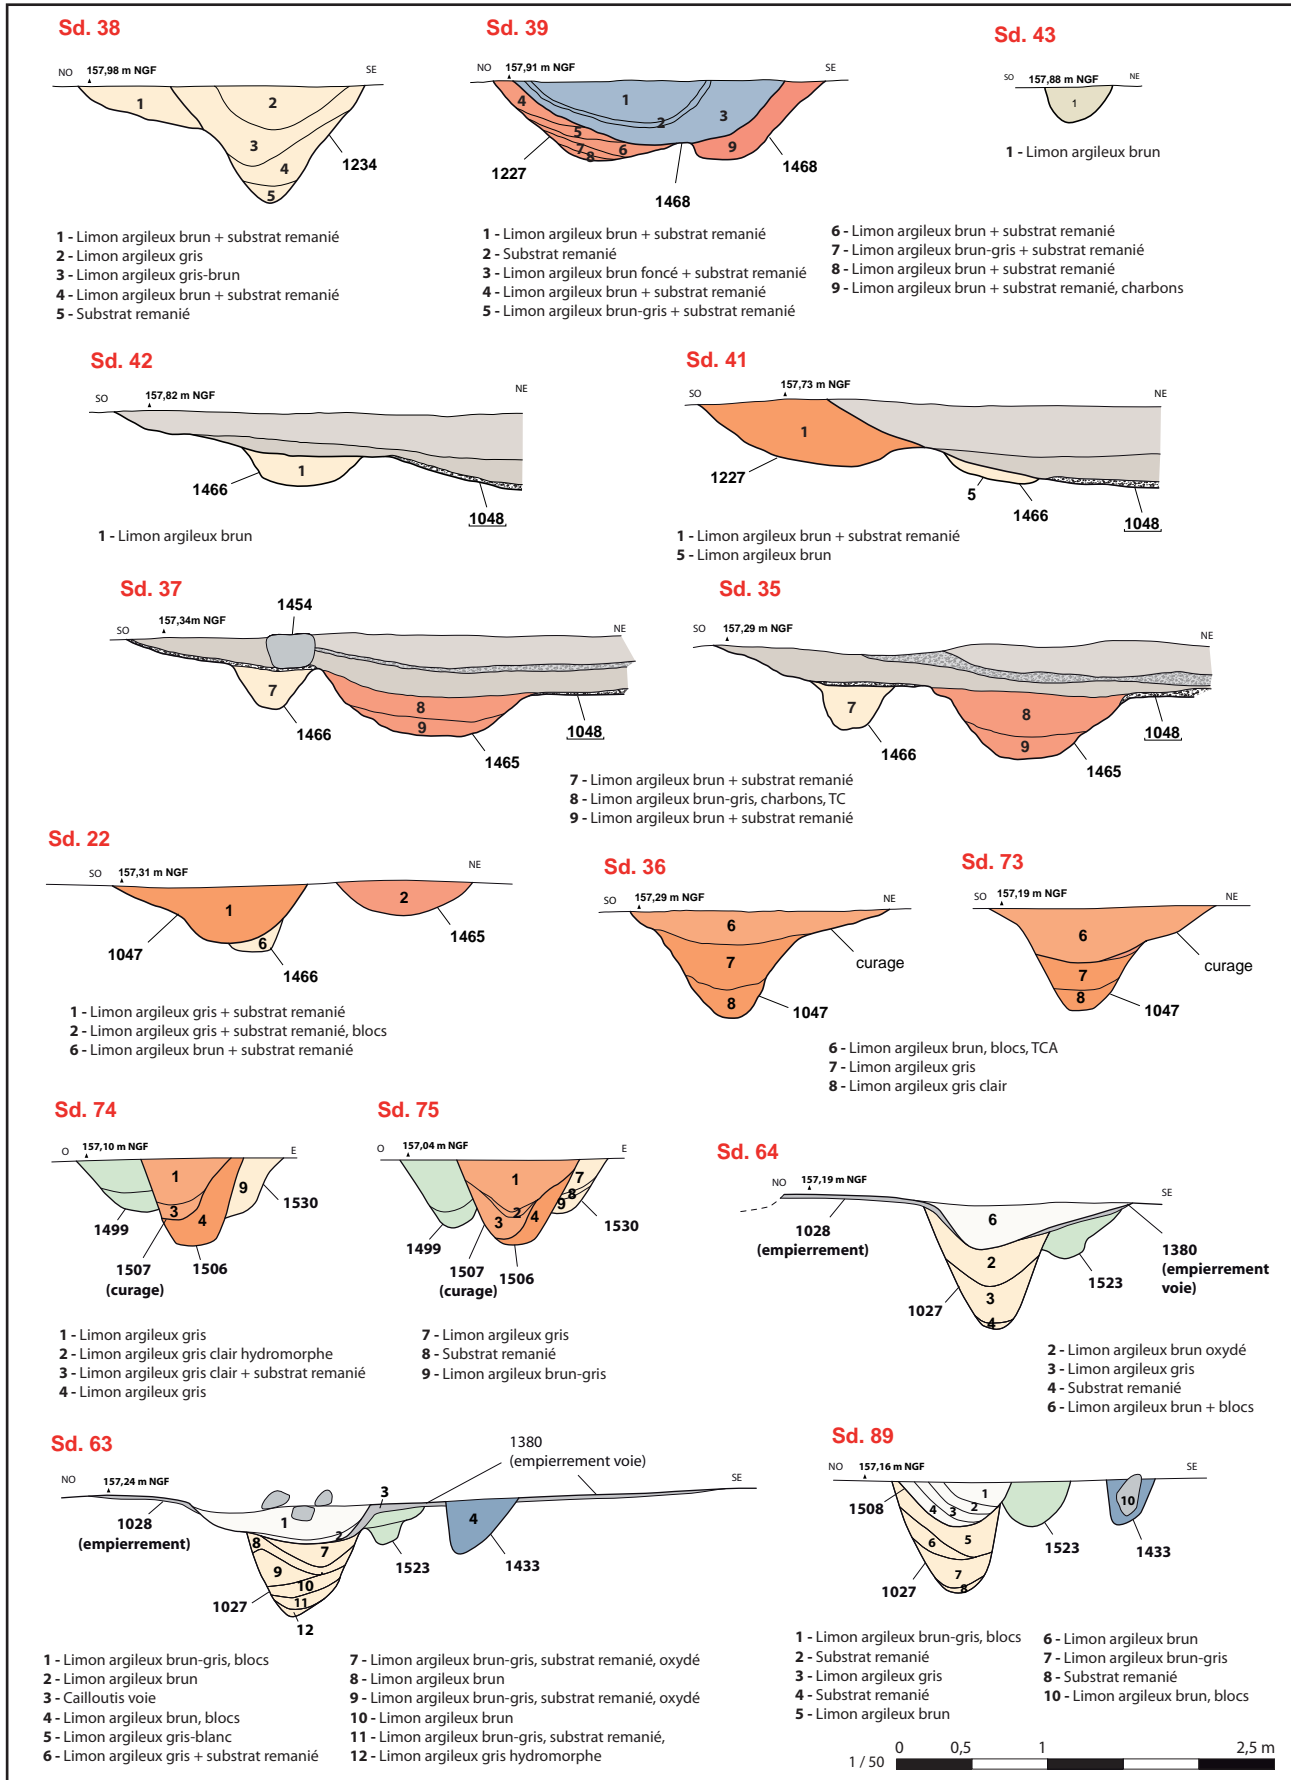 Sd. 38
NO 157,98 m NGF SE
1 2 3 4 5
1234
1 - Limon argileux brun + substrat remanié
2 - Limon argileux gris
3 - Limon argileux gris-brun
4 - Limon argileux brun + substrat remanié
5 - Substrat remanié
Sd. 39
NO 157,91 m NGF SE
1 2 3 4 5 6 7 8 9
1227 1468 1468
1 - Limon argileux brun + substrat remanié
2 - Substrat remanié
3 - Limon argileux brun foncé + substrat remanié
4 - Limon argileux brun + substrat remanié
5 - Limon argileux brun-gris + substrat remanié
6 - Limon argileux brun + substrat remanié
7 - Limon argileux brun-gris + substrat remanié
8 - Limon argileux brun + substrat remanié
9 - Limon argileux brun + substrat remanié, charbons
Sd. 43
SO 157,88 m NGF NE
1
1 - Limon argileux brun
Sd. 42
SO 157,82 m NGF NE
1
1466
1048
1 - Limon argileux brun
Sd. 41
SO 157,73 m NGF NE
1
1227 5 1466 1048
1 - Limon argileux brun + substrat remanié
5 - Limon argileux brun
Sd. 37
1454
SO 157,34m NGF NE
7 8 9
1466 1465 1048
Sd. 35
SO 157,29 m NGF NE
7 8 9
1466 1465 1048
7 - Limon argileux brun + substrat remanié
8 - Limon argileux brun-gris, charbons, TC
9 - Limon argileux brun + substrat remanié
Sd. 22
SO 157,31 m NGF NE
1 2 6
1047 1466 1465
1 - Limon argileux gris + substrat remanié
2 - Limon argileux gris + substrat remanié, blocs
6 - Limon argileux brun + substrat remanié
Sd. 36
SO 157,29 m NGF NE
6 7 8
curage
1047
Sd. 73
SO 157,19 m NGF NE
6 7 8
curage
1047
6 - Limon argileux brun, blocs, TCA
7 - Limon argileux gris
8 - Limon argileux gris clair
Sd. 74
O 157,10 m NGF E
1 3 4 9
1499 1530
1507 1506
(curage)
Sd. 75
O 157,04 m NGF E
1 2 3 4 7 8 9
1499 1530
1507 1506
(curage)
1 - Limon argileux gris
2 - Limon argileux gris clair hydromorphe
3 - Limon argileux gris clair + substrat remanié
4 - Limon argileux gris
7 - Limon argileux gris
8 - Substrat remanié
9 - Limon argileux brun-gris
Sd. 64
NO 157,19 m NGF SE
6 2 3 4
1028
(empierrement)
1380
(empierrement
voie)
1523
1027
2 - Limon argileux brun oxydé
3 - Limon argileux gris
4 - Substrat remanié
6 - Limon argileux brun + blocs
Sd. 63
NO 157,24 m NGF SE
1380
(empierrement voie)
3
1 2 4 7 8 9 10 11
1028
(empierrement)
1523 1433
1027
12
1 - Limon argileux brun-gris, blocs
2 - Limon argileux brun
3 - Cailloutis voie
4 - Limon argileux brun, blocs
5 - Limon argileux gris-blanc
6 - Limon argileux gris + substrat remanié
7 - Limon argileux brun-gris, substrat remanié, oxydé
8 - Limon argileux brun
9 - Limon argileux brun-gris, substrat remanié, oxydé
10 - Limon argileux brun
11 - Limon argileux brun-gris, substrat remanié,
12 - Limon argileux gris hydromorphe
Sd. 89
NO 157,16 m NGF SE
1 2 3 4 5 6 7 8 10
1508
1523 1433
1027
1 - Limon argileux brun-gris, blocs
2 - Substrat remanié
3 - Limon argileux gris
4 - Substrat remanié
5 - Limon argileux brun
6 - Limon argileux brun
7 - Limon argileux brun-gris
8 - Substrat remanié
10 - Limon argileux brun, blocs
1 / 50 0 0,5 1 2,5 m